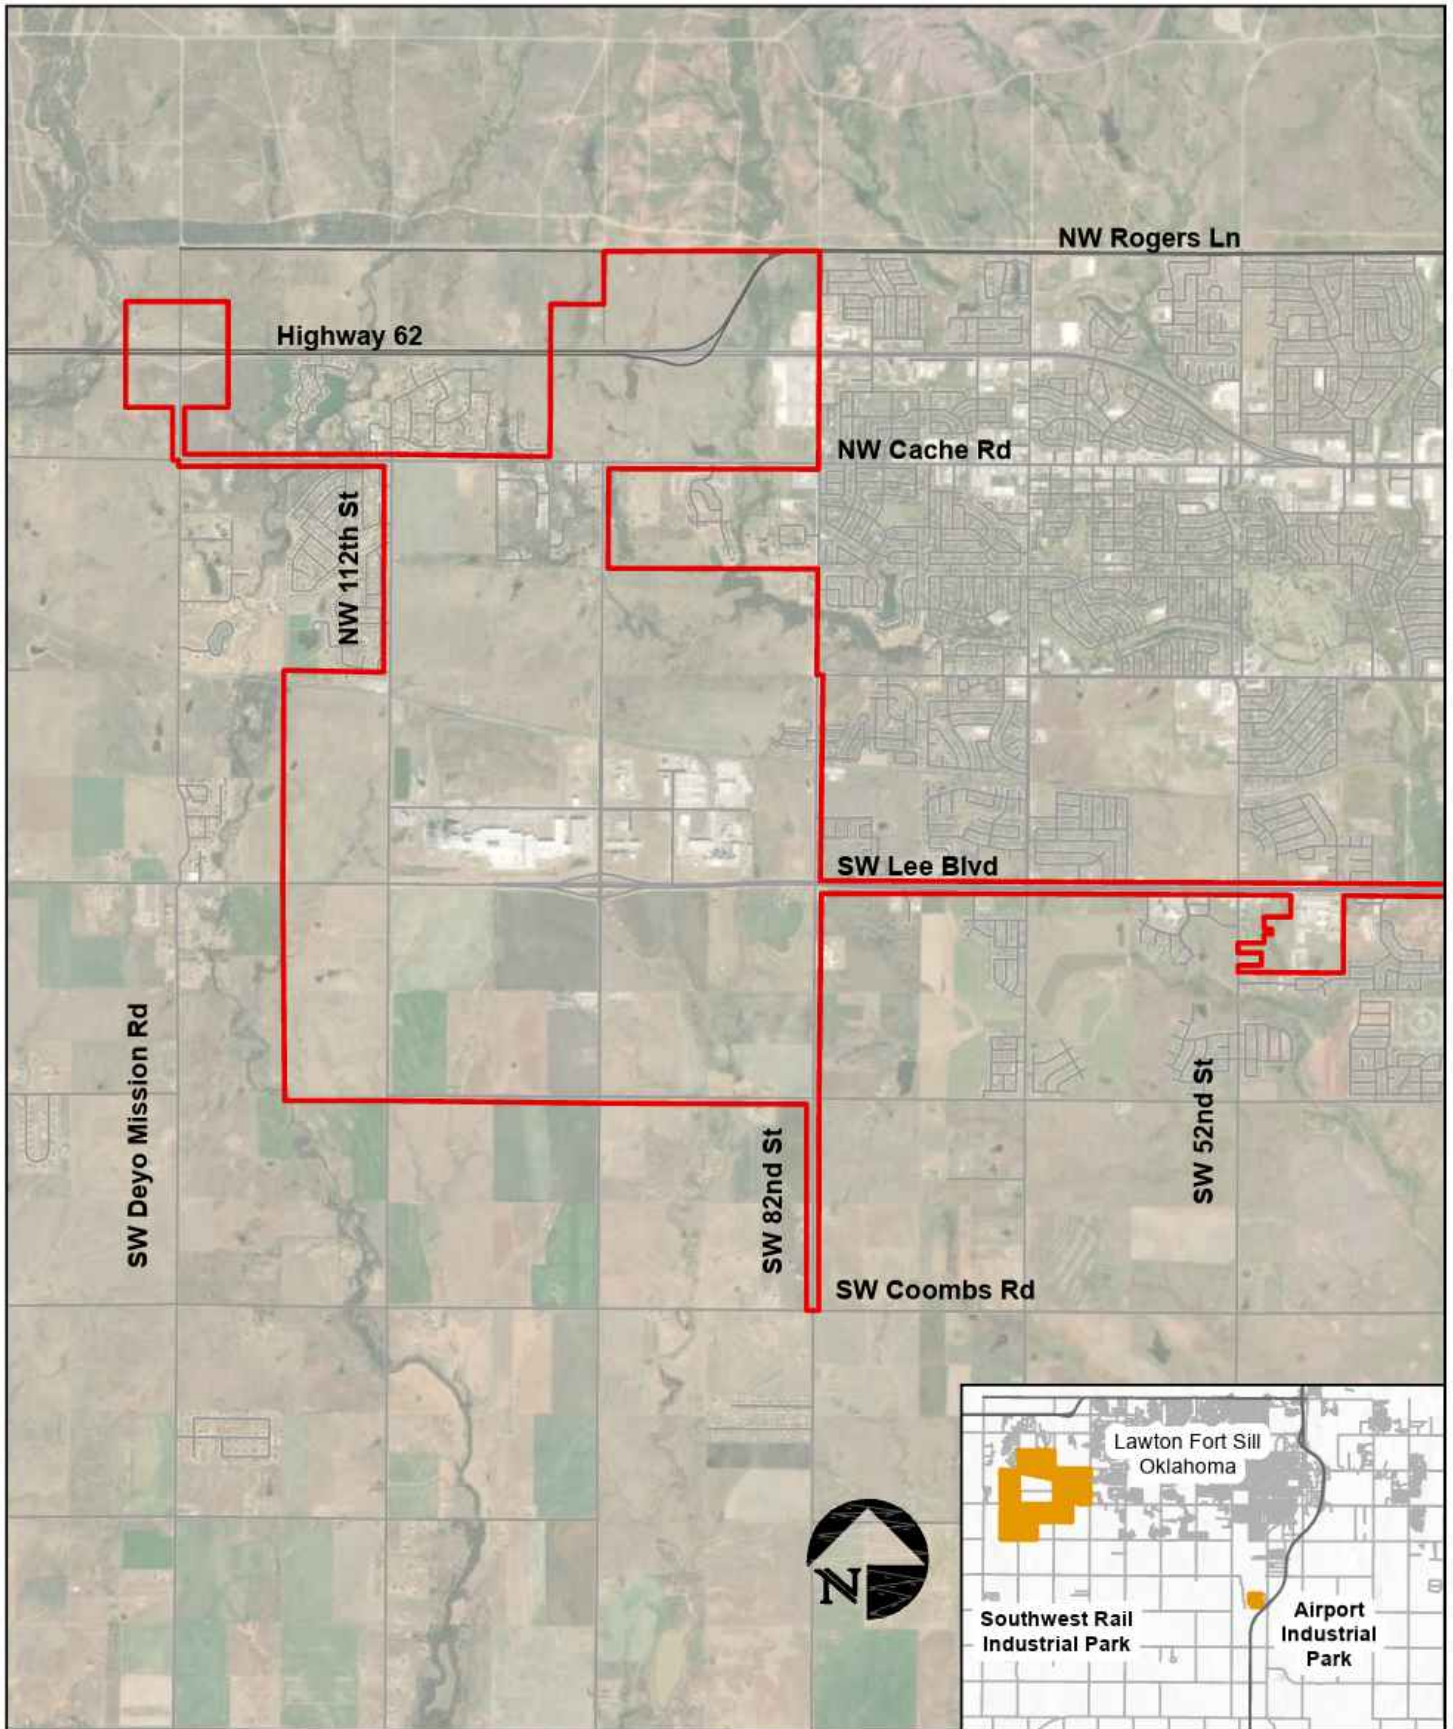 NW Rogers Ln
Highway 62
NW Cache Rd
NW 112th St
SW Lee Blvd
SW Deyo Mission Rd
SW 52nd St
SW 82nd St
SW Coombs Rd
N
Lawton Fort Sill
Oklahoma
Southwest Rail
Industrial Park
Airport
Industrial
Park